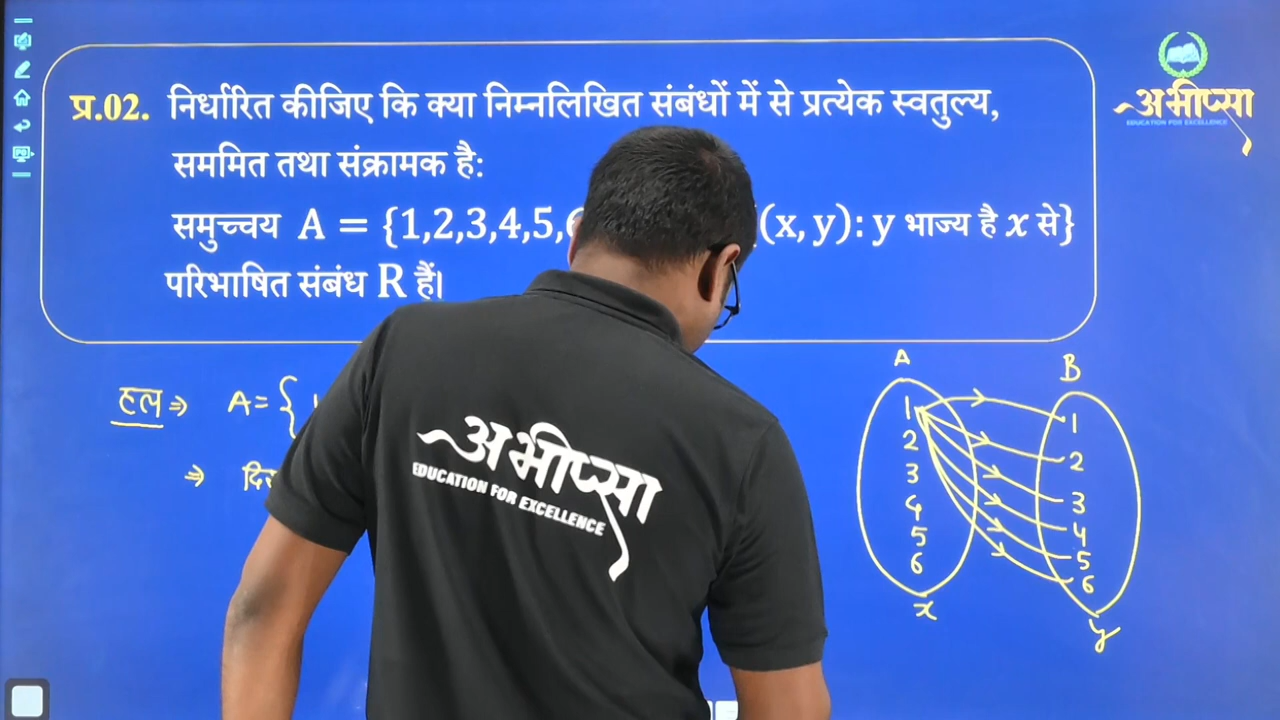 प्र.02. निर्धारित कीजिए कि क्या निम्नलिखित संबंधों में से प्रत्येक स्वतुल्य,
सममित तथा संक्रामक है:
समुच्चय A = {1,2,3,4,5, (x, y): y भाज्य है x से}
परिभाषित संबंध R हैं।
अभीप्सा
EDUCATION FOR EXCELLENCE
हल ⇒ A = {
⇒
अभीप्सा
EDUCATION FOR EXCELLENCE
A B
1 1
2 2
3 3
4 4
5 5
6 6
x y